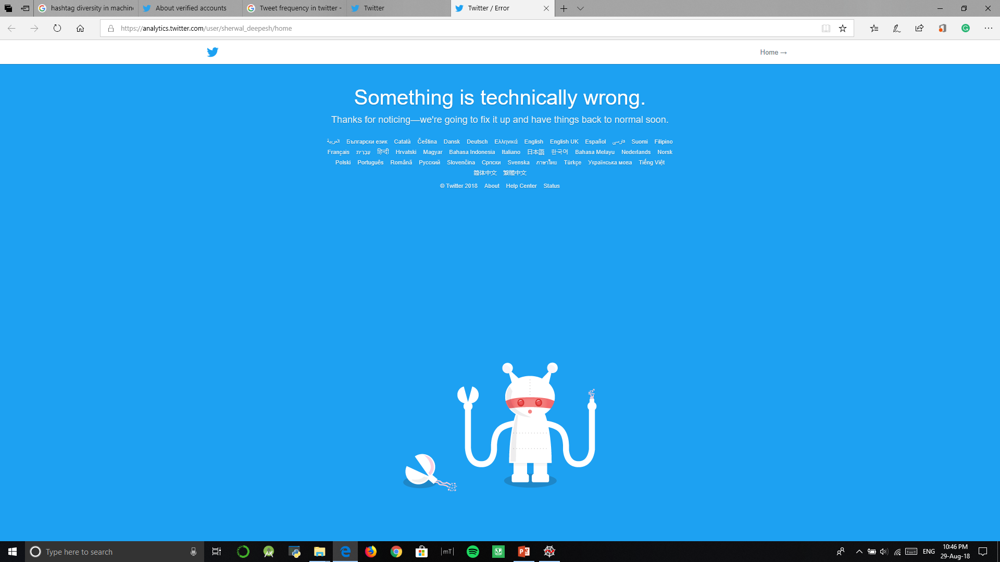 hashtag diversity in machin
About verified accounts
Tweet frequency in twitter -
Twitter
Twitter / Error
https://analytics.twitter.com/user/sherwal_deepesh/home
Home →
Something is technically wrong.
Thanks for noticing—we're going to fix it up and have things back to normal soon.
العربية Български език Català Čeština Dansk Deutsch Ελληνικά English English UK Español فارسی Suomi Filipino
Français עִבְרִית हिन्दी Hrvatski Magyar Bahasa Indonesia Italiano 日本語 한국어 Bahasa Melayu Nederlands Norsk
Polski Português Română Русский Slovenčina Српски Svenska ภาษาไทย Türkçe Українська мова Tiếng Việt
简体中文 繁體中文
© Twitter 2018 About Help Center Status
Type here to search
|mT|
ENG
10:46 PM
29-Aug-18